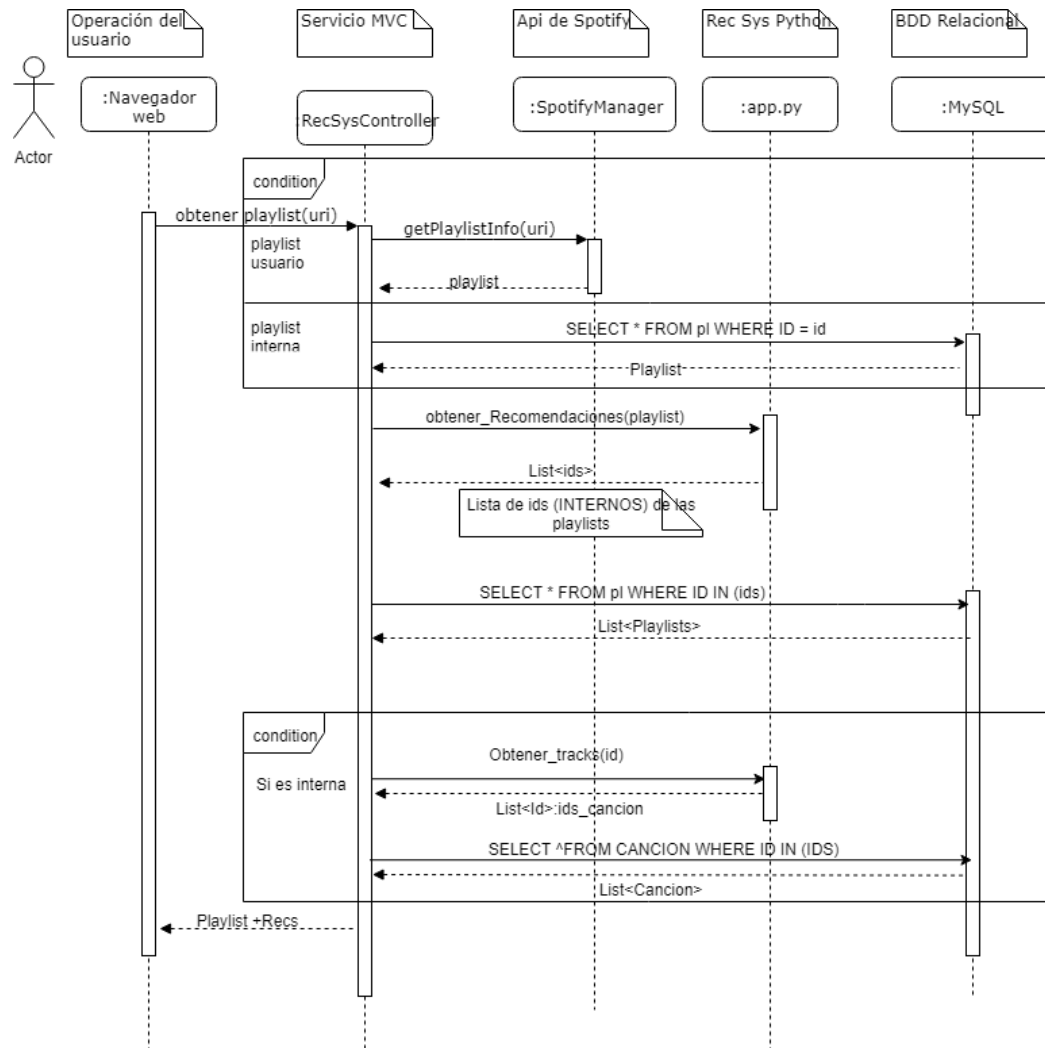 Operación del
usuario
Servicio MVC
Api de Spotify
Rec Sys Python
BDD Relacional
Actor
:Navegador
web
:RecSysController
:SpotifyManager
:app.py
:MySQL
condition
obtener playlist(uri)
playlist
usuario
getPlaylistInfo(uri)
playlist
playlist
interna
SELECT * FROM pl WHERE ID = id
Playlist
obtener_Recomendaciones(playlist)
List<ids>
Lista de ids (INTERNOS) de las
playlists
SELECT * FROM pl WHERE ID IN (ids)
List<Playlists>
condition
Si es interna
Obtener_tracks(id)
List<Id>:ids_cancion
SELECT ^FROM CANCION WHERE ID IN (IDS)
List<Cancion>
Playlist +Recs